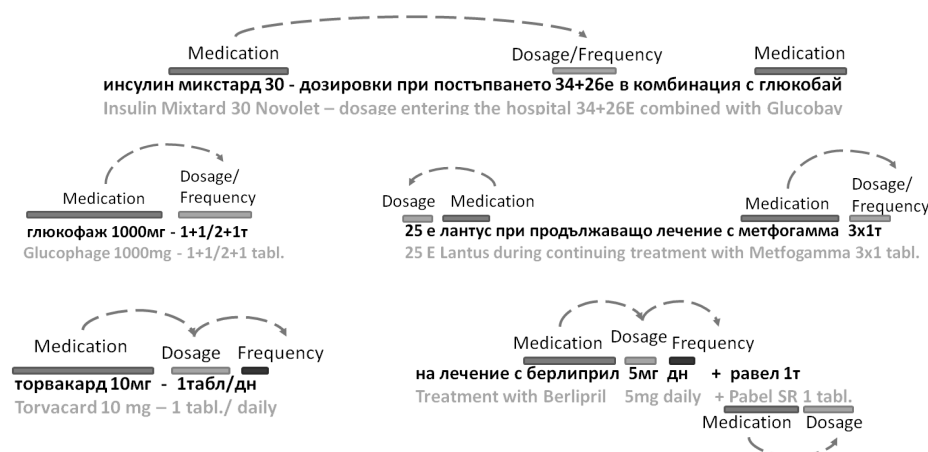 Medication Dosage/Frequency Medication
инсулин микстард 30 - дозировки при постъпването 34+26е в комбинация с глюкобай
Insulin Mixtard 30 Novolet – dosage entering the hospital 34+26E combined with Glucobay
Medication Dosage/
Frequency
глюкофаж 1000мг - 1+1/2+1т
Glucophage 1000mg - 1+1/2+1 tabl.
Dosage Medication Medication Dosage/
Frequency
25 е лантус при продължаващо лечение с метфогамма 3x1т
25 E Lantus during continuing treatment with Metfogamma 3x1 tabl.
Medication Dosage Frequency
торвакард 10мг - 1табл/дн
Torvacard 10 mg – 1 tabl./ daily
Medication Dosage Frequency
на лечение с берлиприл 5мг дн + равел 1т
Treatment with Berlipril 5mg daily + Pabel SR 1 tabl.
Medication Dosage